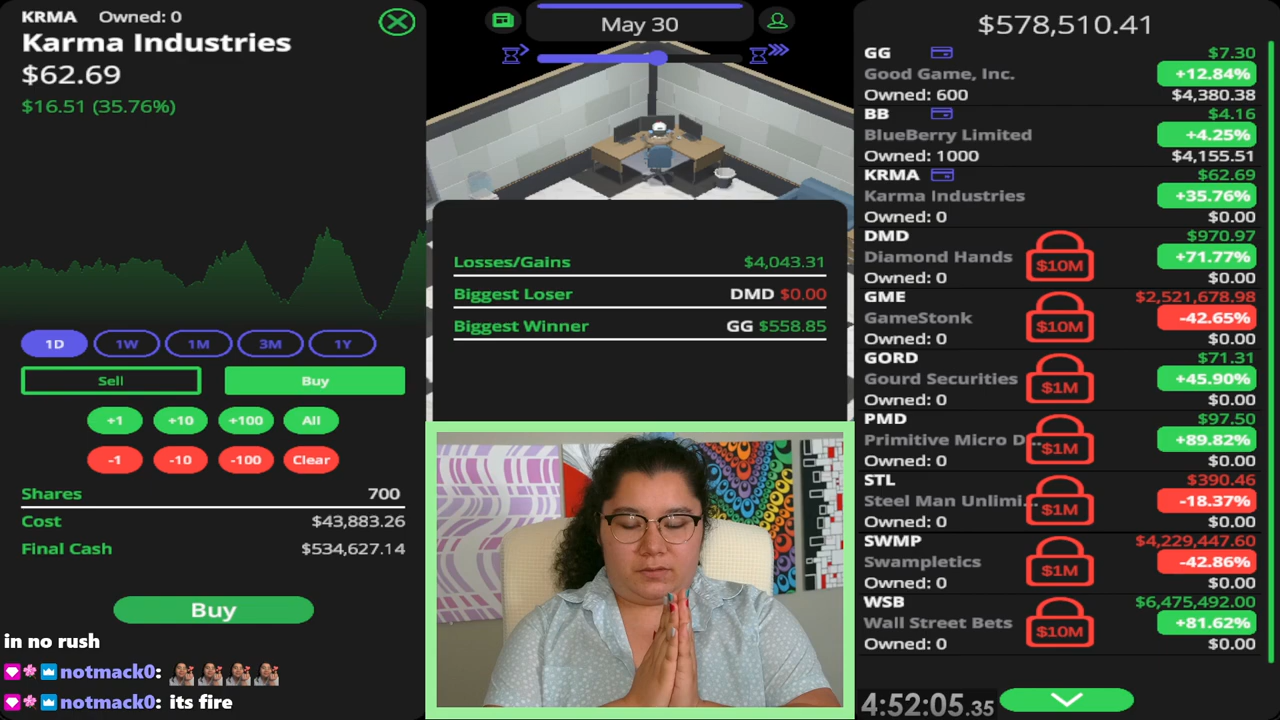 KRMA Owned: 0
Karma Industries
$62.69
$16.51 (35.76%)
1D 1W 1M 3M 1Y
Sell Buy
+1 +10 +100 All
-1 -10 -100 Clear
Shares 700
Cost $43,883.26
Final Cash $534,627.14
Buy
in no rush
notmack0:
notmack0: its fire
May 30
Losses/Gains $4,043.31
Biggest Loser DMD $0.00
Biggest Winner GG $558.85
$578,510.41
GG $7.30
Good Game, Inc. +12.84%
Owned: 600 $4,380.38
BB $4.16
BlueBerry Limited +4.25%
Owned: 1000 $4,155.51
KRMA $62.69
Karma Industries +35.76%
Owned: 0 $0.00
DMD $970.97
Diamond Hands $10M +71.77%
Owned: 0 $0.00
GME $2,521,678.98
GameStonk $10M -42.65%
Owned: 0 $0.00
GORD $71.31
Gourd Securities $1M +45.90%
Owned: 0 $0.00
PMD $97.50
Primitive Micro D... $1M +89.82%
Owned: 0 $0.00
STL $390.46
Steel Man Unlimi... $1M -18.37%
Owned: 0 $0.00
SWMP $4,229,447.60
Swampletics $1M -42.86%
Owned: 0 $0.00
WSB $6,475,492.00
Wall Street Bets $10M +81.62%
Owned: 0 $0.00
4:52:05.35